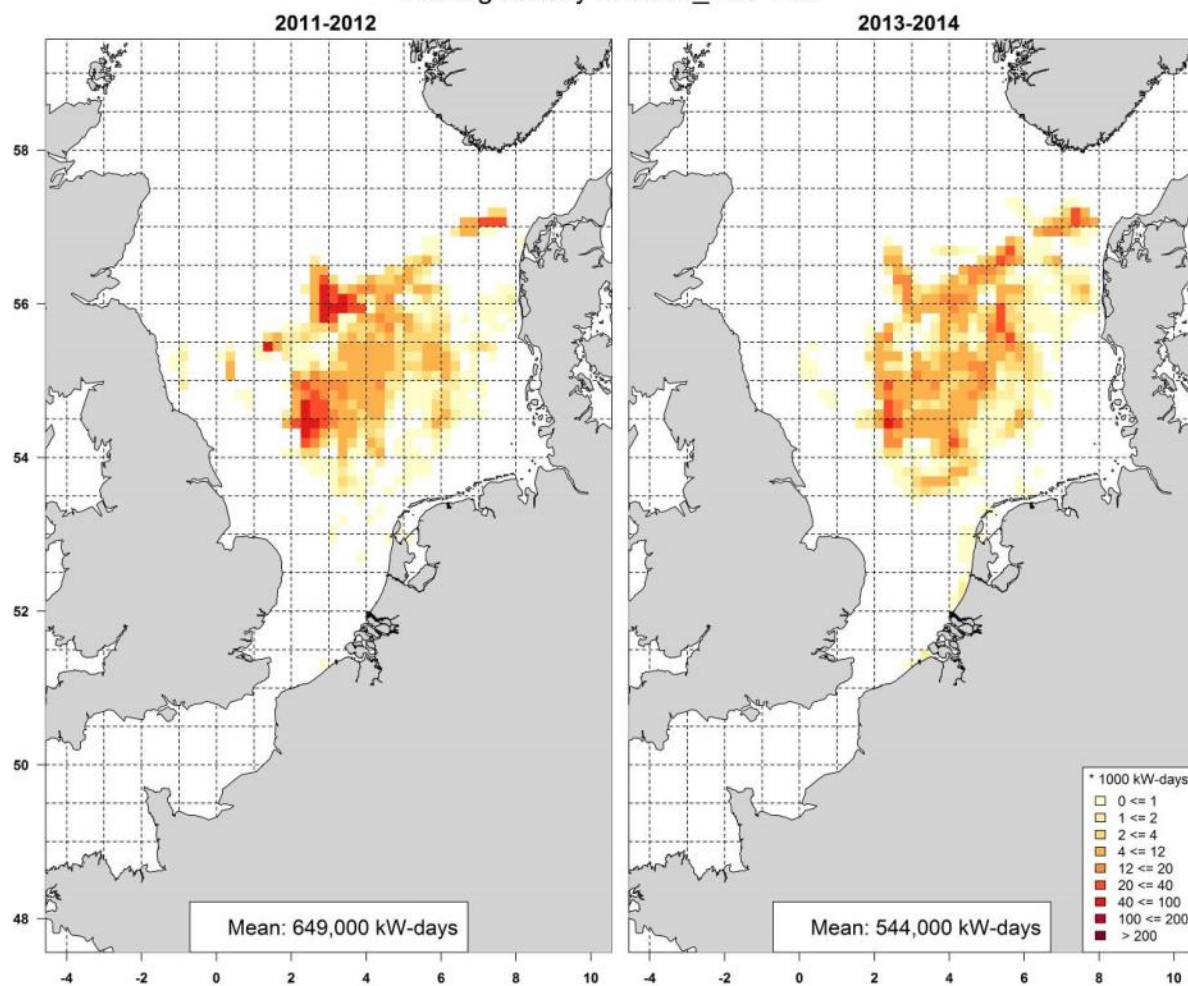 2011-2012
2013-2014
58
56
54
52
50
48
* 1000 kW-days
0 <= 1
1 <= 2
2 <= 4
4 <= 12
12 <= 20
20 <= 40
40 <= 100
100 <= 200
> 200
Mean: 649,000 kW-days
Mean: 544,000 kW-days
-4 -2 0 2 4 6 8 10
-4 -2 0 2 4 6 8 10